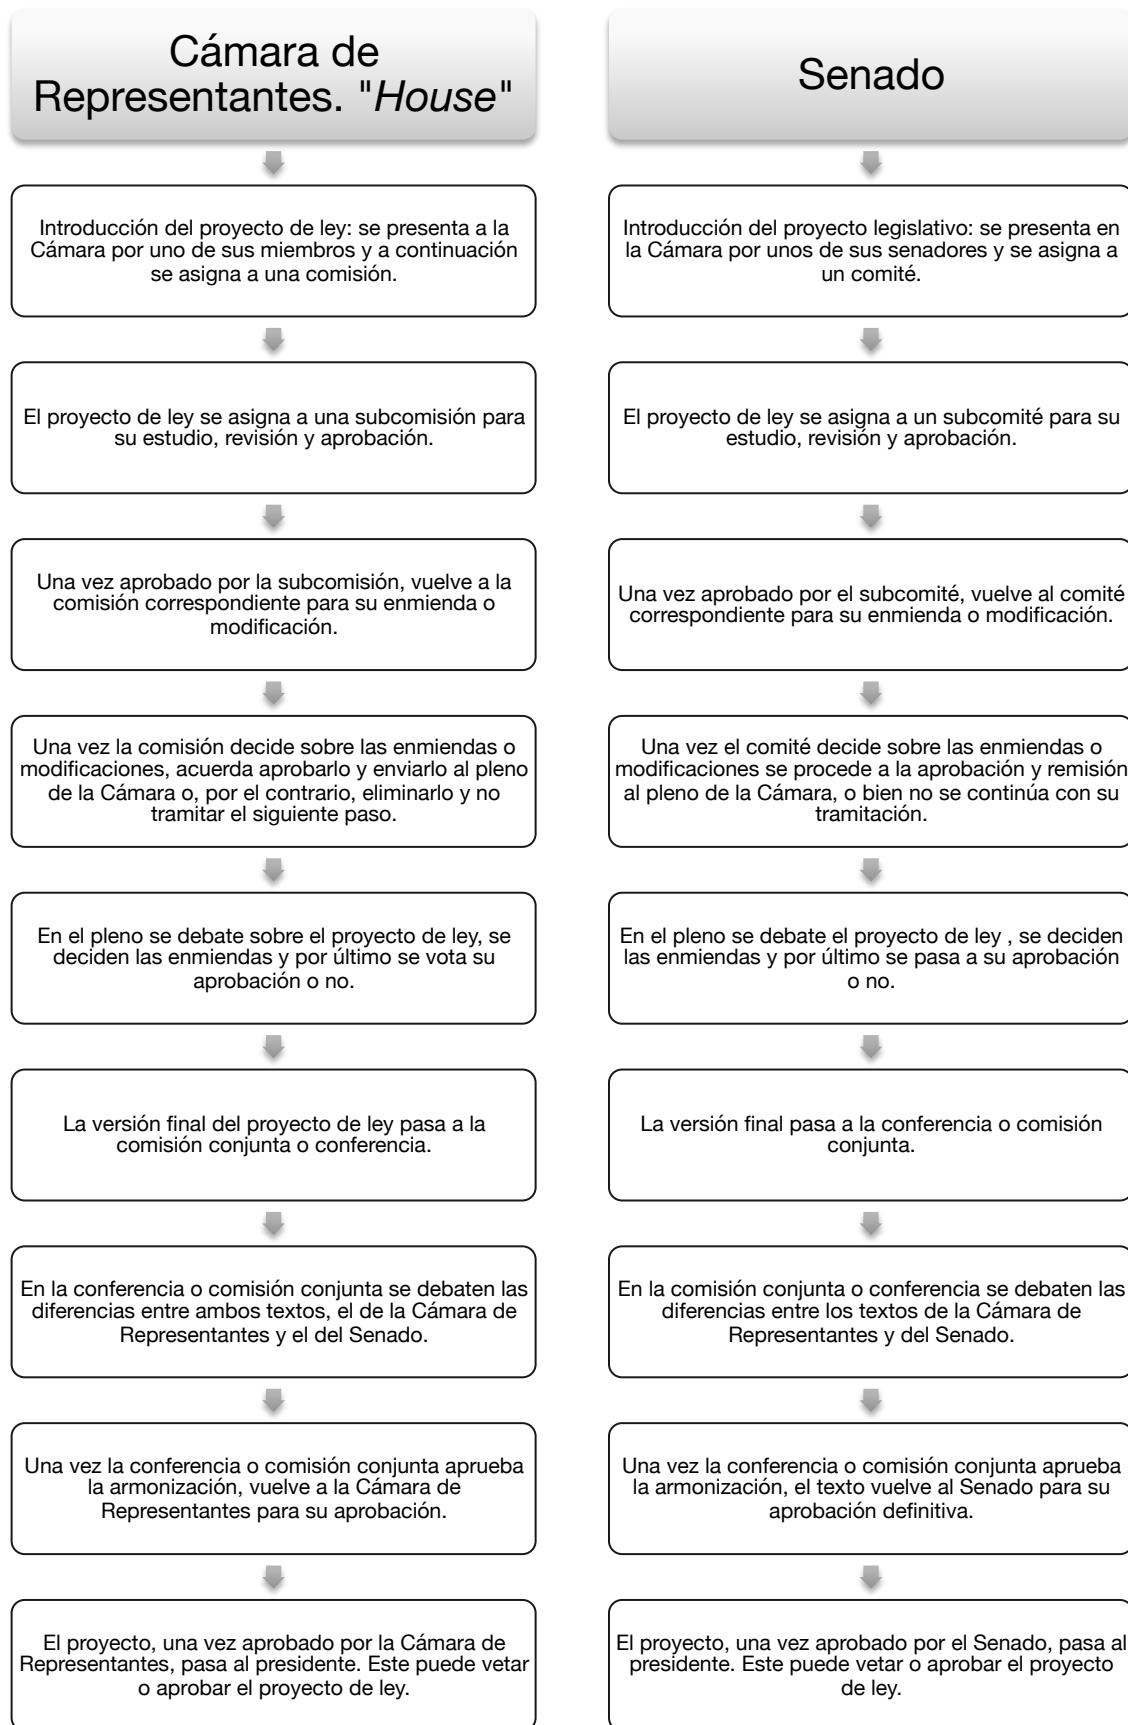 Cámara de
Representantes. "House"
Introducción del proyecto de ley: se presenta a la
Cámara por uno de sus miembros y a continuación
se asigna a una comisión.
El proyecto de ley se asigna a una subcomisión para
su estudio, revisión y aprobación.
Una vez aprobado por la subcomisión, vuelve a la
comisión correspondiente para su enmienda o
modificación.
Una vez la comisión decide sobre las enmiendas o
modificaciones, acuerda aprobarlo y enviarlo al pleno
de la Cámara o, por el contrario, eliminarlo y no
tramitar el siguiente paso.
En el pleno se debate sobre el proyecto de ley, se
deciden las enmiendas y por último se vota su
aprobación o no.
La versión final del proyecto de ley pasa a la
comisión conjunta o conferencia.
En la conferencia o comisión conjunta se debaten las
diferencias entre ambos textos, el de la Cámara de
Representantes y el del Senado.
Una vez la conferencia o comisión conjunta aprueba
la armonización, vuelve a la Cámara de
Representantes para su aprobación.
El proyecto, una vez aprobado por la Cámara de
Representantes, pasa al presidente. Este puede vetar
o aprobar el proyecto de ley.
Senado
Introducción del proyecto legislativo: se presenta en
la Cámara por unos de sus senadores y se asigna a
un comité.
El proyecto de ley se asigna a un subcomité para su
estudio, revisión y aprobación.
Una vez aprobado por el subcomité, vuelve al comité
correspondiente para su enmienda o modificación.
Una vez el comité decide sobre las enmiendas o
modificaciones se procede a la aprobación y remisión
al pleno de la Cámara, o bien no se continúa con su
tramitación.
En el pleno se debate el proyecto de ley , se deciden
las enmiendas y por último se pasa a su aprobación
o no.
La versión final pasa a la conferencia o comisión
conjunta.
En la comisión conjunta o conferencia se debaten las
diferencias entre los textos de la Cámara de
Representantes y del Senado.
Una vez la conferencia o comisión conjunta aprueba
la armonización, el texto vuelve al Senado para su
aprobación definitiva.
El proyecto, una vez aprobado por el Senado, pasa al
presidente. Este puede vetar o aprobar el proyecto
de ley.